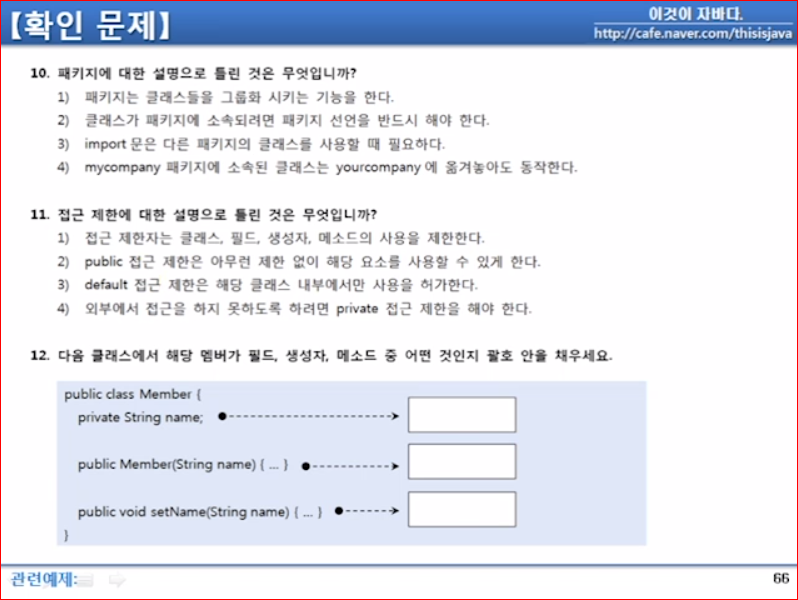 【확인 문제】
이것이 자바다.
http://cafe.naver.com/thisisjava
10. 패키지에 대한 설명으로 틀린 것은 무엇입니까?
1) 패키지는 클래스들을 그룹화 시키는 기능을 한다.
2) 클래스가 패키지에 소속되려면 패키지 선언을 반드시 해야 한다.
3) import 문은 다른 패키지의 클래스를 사용할 때 필요하다.
4) mycompany 패키지에 소속된 클래스는 yourcompany 에 옮겨놓아도 동작한다.
11. 접근 제한에 대한 설명으로 틀린 것은 무엇입니까?
1) 접근 제한자는 클래스, 필드, 생성자, 메소드의 사용을 제한한다.
2) public 접근 제한은 아무런 제한 없이 해당 요소를 사용할 수 있게 한다.
3) default 접근 제한은 해당 클래스 내부에서만 사용을 허가한다.
4) 외부에서 접근을 하지 못하도록 하려면 private 접근 제한을 해야 한다.
12. 다음 클래스에서 해당 멤버가 필드, 생성자, 메소드 중 어떤 것인지 괄호 안을 채우세요.
public class Member {
private String name;
public Member(String name) { ... }
public void setName(String name) { ... }
}
관련예제:
66